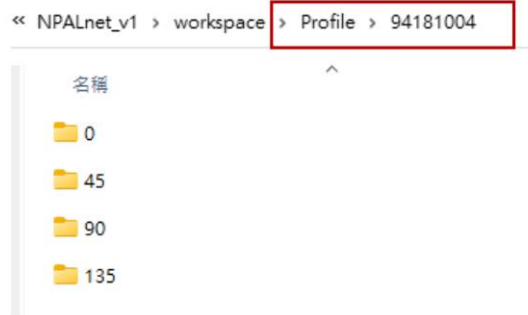 « NPALnet_v1 > workspace > Profile > 94181004
名稱
0
45
90
135